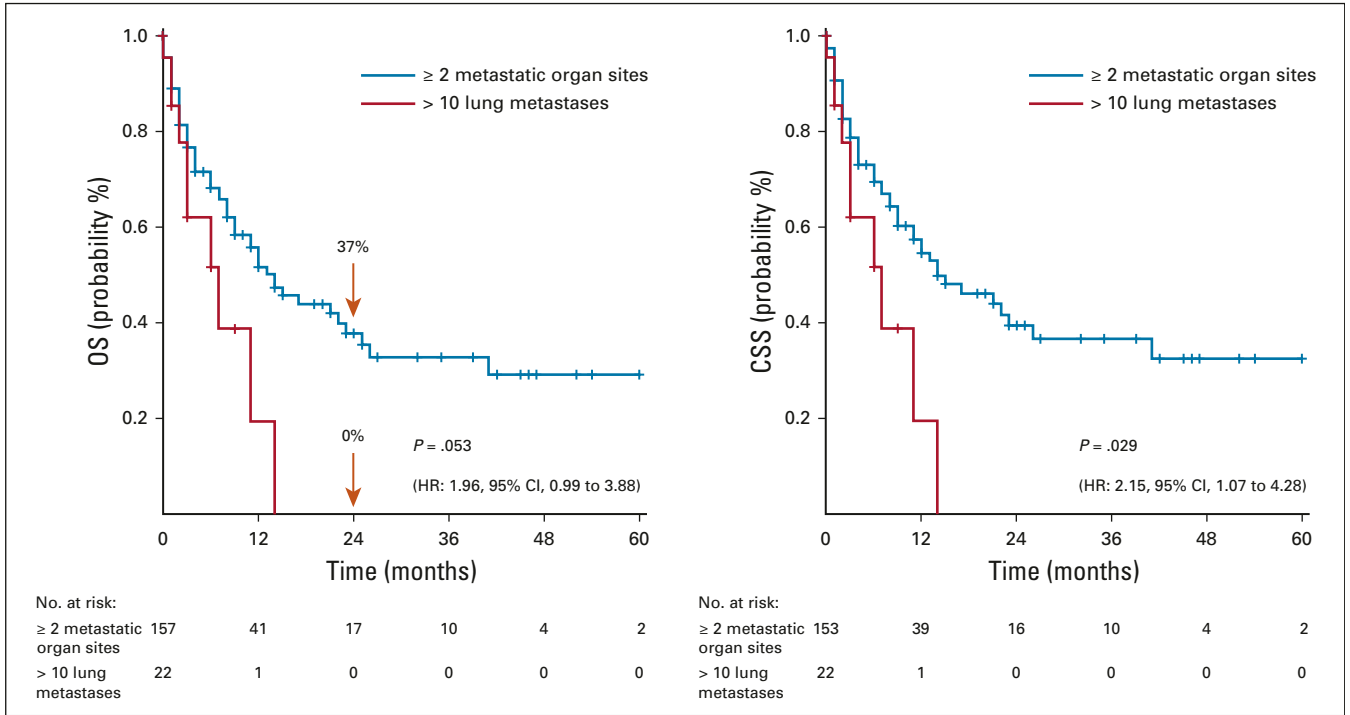 1.0
0.8
0.6
0.4
0.2
OS (probability %)
≥ 2 metastatic organ sites
> 10 lung metastases
37%
0%
P = .053
(HR: 1.96, 95% CI, 0.99 to 3.88)
0 12 24 36 48 60
Time (months)
No. at risk:
≥ 2 metastatic 157 41 17 10 4 2
organ sites
> 10 lung 22 1 0 0 0 0
metastases
1.0
0.8
0.6
0.4
0.2
CSS (probability %)
≥ 2 metastatic organ sites
> 10 lung metastases
P = .029
(HR: 2.15, 95% CI, 1.07 to 4.28)
0 12 24 36 48 60
Time (months)
No. at risk:
≥ 2 metastatic 153 39 16 10 4 2
organ sites
> 10 lung 22 1 0 0 0 0
metastases